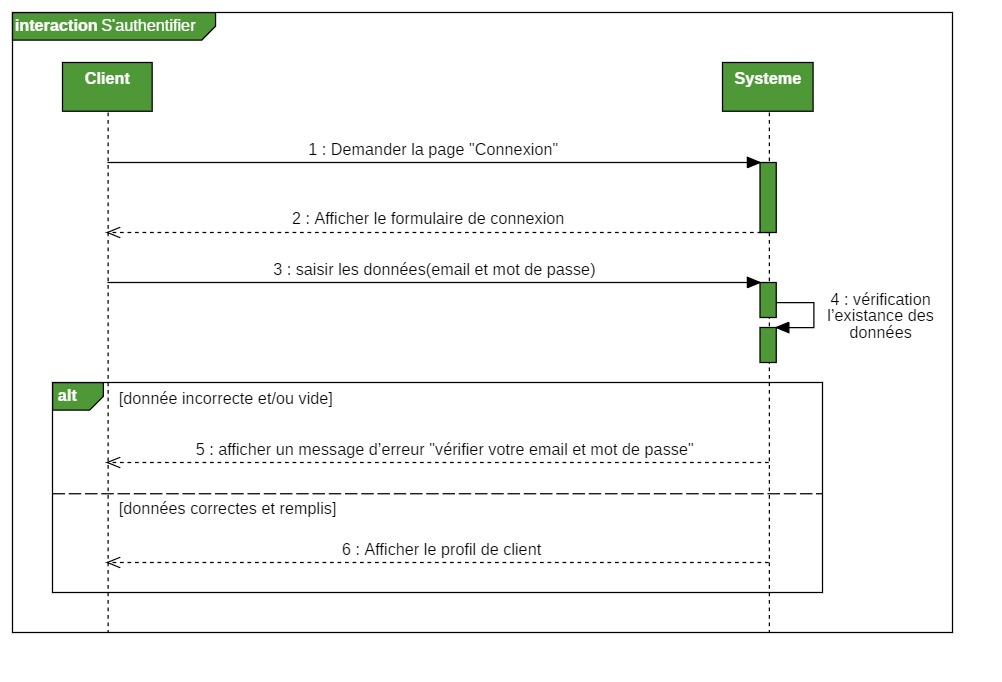 interaction S'authentifier
Client
Systeme
1 : Demander la page "Connexion"
2 : Afficher le formulaire de connexion
3 : saisir les données(email et mot de passe)
4 : vérification
l’existance des
données
alt
[donnée incorrecte et/ou vide]
5 : afficher un message d’erreur "vérifier votre email et mot de passe"
[données correctes et remplis]
6 : Afficher le profil de client